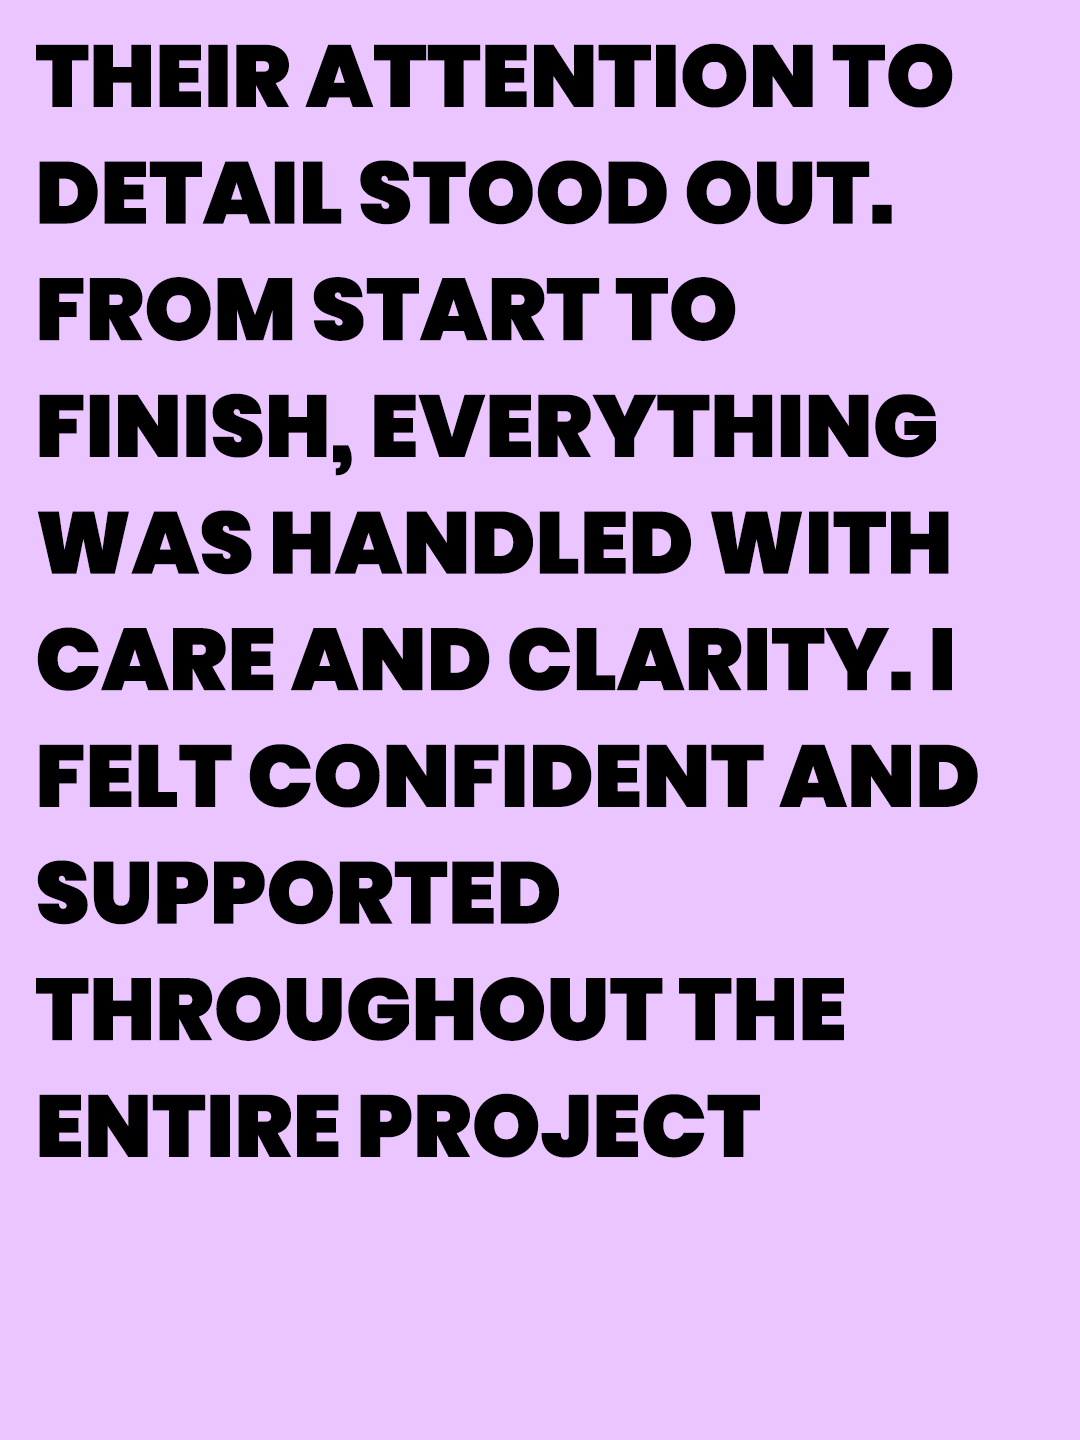 THEIR ATTENTION TO
DETAIL STOOD OUT.
FROM START TO
FINISH, EVERYTHING
WAS HANDLED WITH
CARE AND CLARITY. I
FELT CONFIDENT AND
SUPPORTED
THROUGHOUT THE
ENTIRE PROJECT